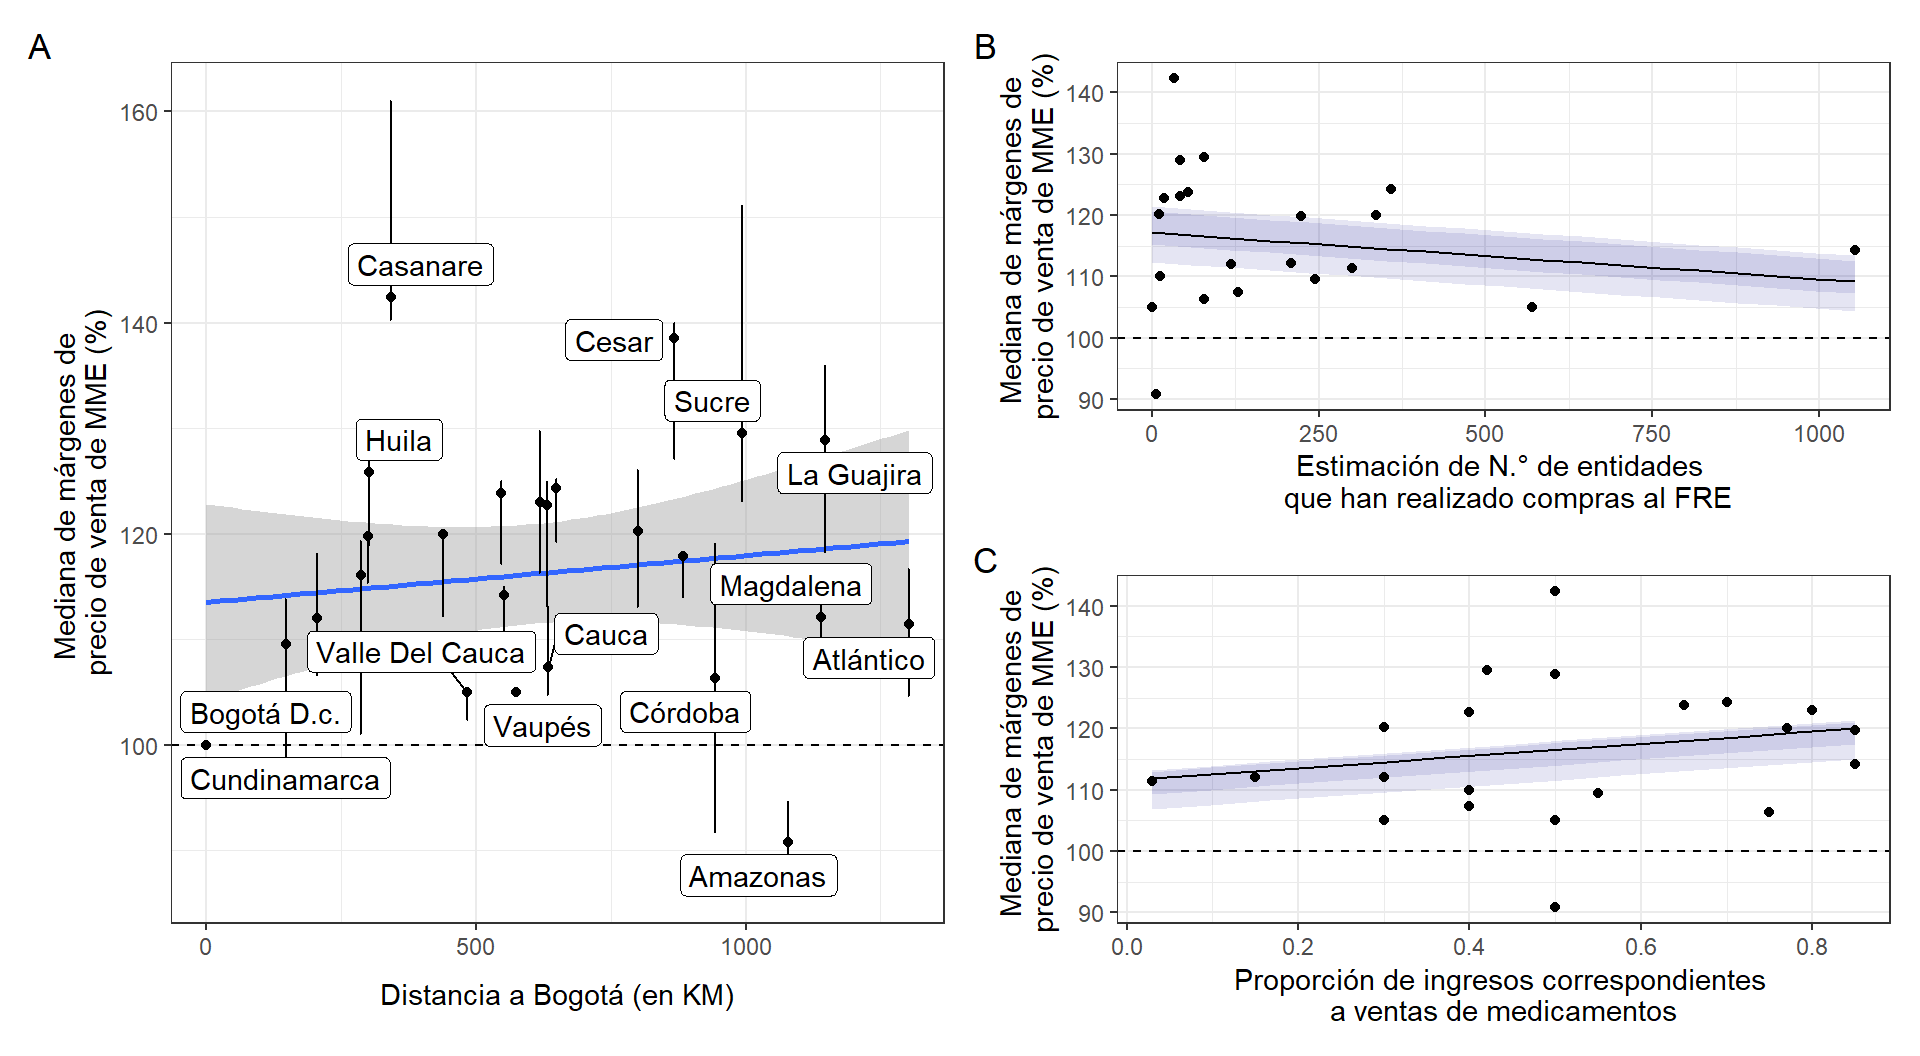 A
Mediana de márgenes de
precio de venta de MME (%)
160
140
120
100
Casanare
Cesar
Sucre
Huila
La Guajira
Magdalena
Cauca
Valle Del Cauca
Atlántico
Bogotá D.c.
Vaupés
Córdoba
Cundinamarca
Amazonas
0
500
1000
Distancia a Bogotá (en KM)
B
Mediana de márgenes de
precio de venta de MME (%)
140
130
120
110
100
90
0
250
500
750
1000
Estimación de N.° de entidades
que han realizado compras al FRE
C
Mediana de márgenes de
precio de venta de MME (%)
140
130
120
110
100
90
0.0
0.2
0.4
0.6
0.8
Proporción de ingresos correspondientes
a ventas de medicamentos